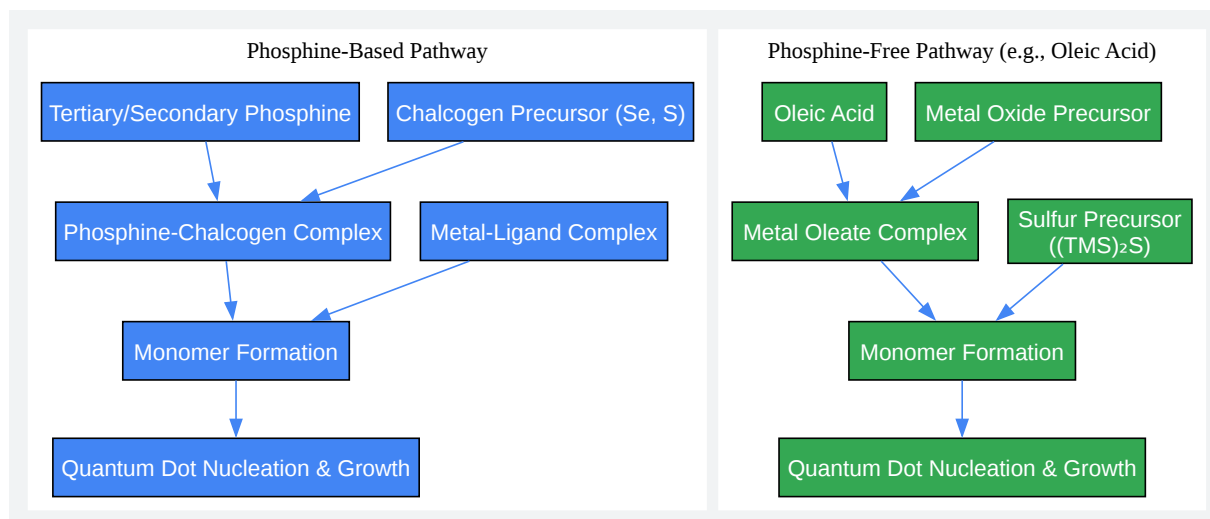 Phosphine-Based Pathway
Tertiary/Secondary Phosphine
Chalcogen Precursor (Se, S)
Phosphine-Chalcogen Complex
Metal-Ligand Complex
Monomer Formation
Quantum Dot Nucleation & Growth
Phosphine-Free Pathway (e.g., Oleic Acid)
Oleic Acid
Metal Oxide Precursor
Metal Oleate Complex
Sulfur Precursor
((TMS)₂S)
Monomer Formation
Quantum Dot Nucleation & Growth